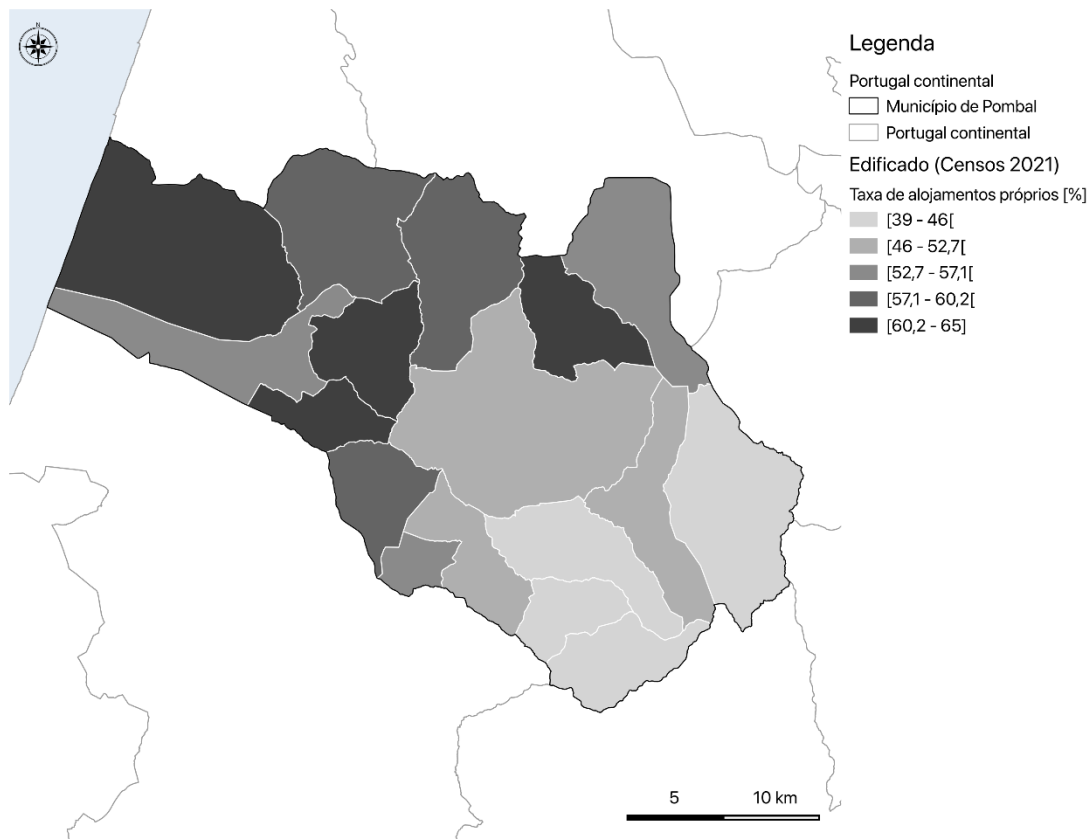 N
Legenda
Portugal continental
Município de Pombal
Portugal continental
Edificado (Censos 2021)
Taxa de alojamentos próprios [%]
[39 - 46[
[46 - 52,7[
[52,7 - 57,1[
[57,1 - 60,2[
[60,2 - 65]
5 10 km